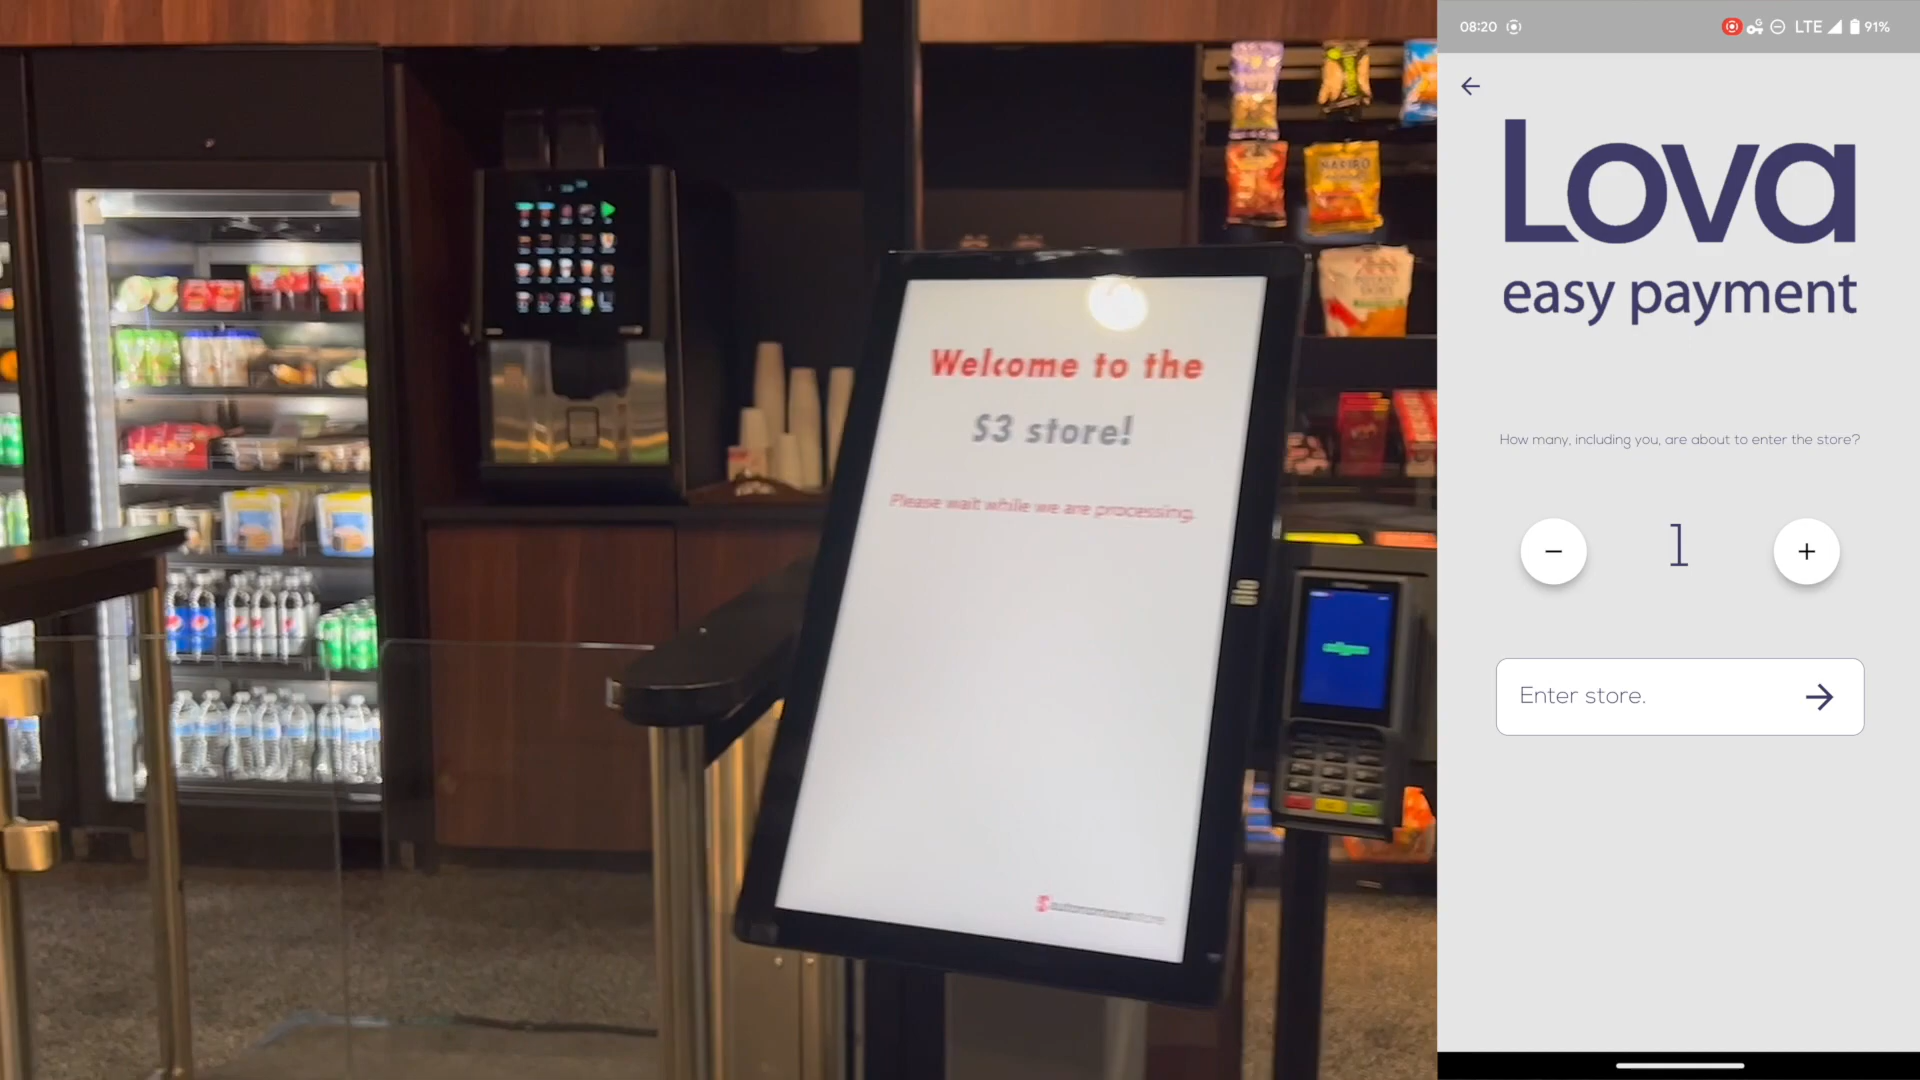 Welcome to the
S3 store!
Please wait while we are processing.
HARIBO
08:20
LTE
91%
Lova
easy payment
How many, including you, are about to enter the store?
1
Enter store.